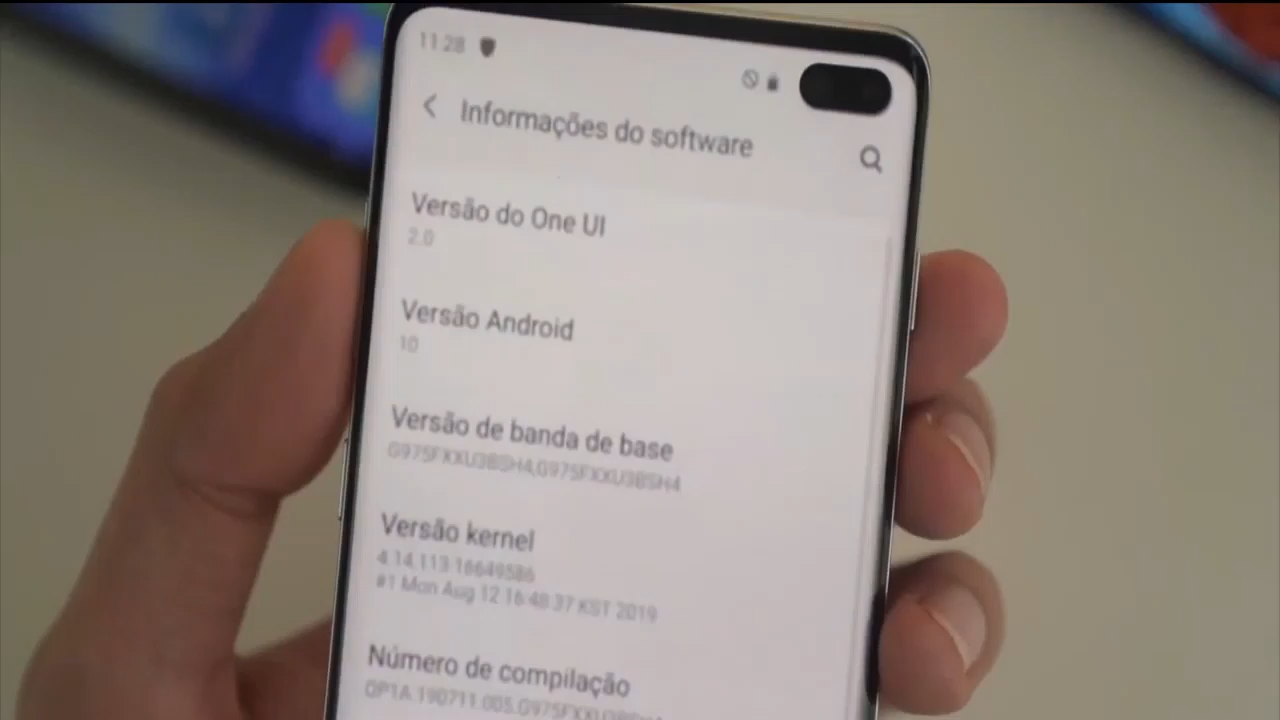 11:28
Informações do software
Versão do One UI
2.0
Versão Android
10
Versão de banda de base
G975FXXU3BSH4,G975FXXU3BSH4
Versão kernel
4.14.113-16649586
#1 Mon Aug 12 16:48:37 KST 2019
Número de compilação